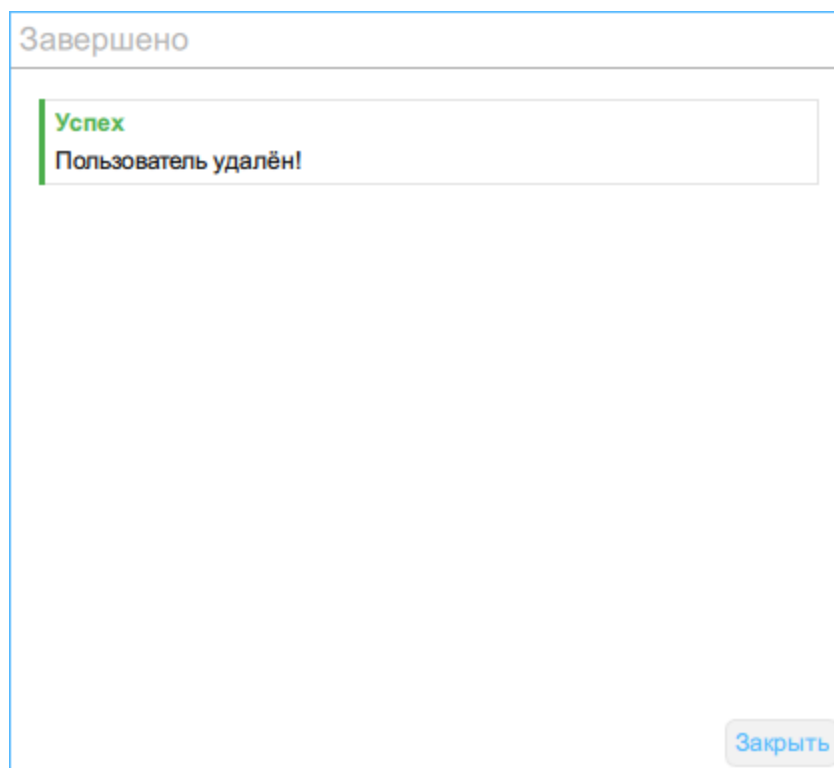 Завершено
Успех
Пользователь удалён!
Закрыть